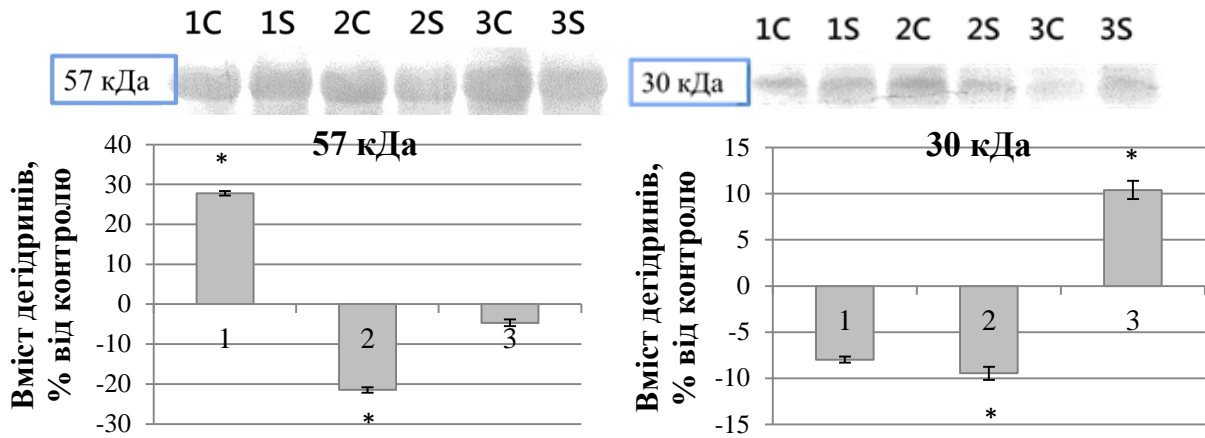 1C 1S 2C 2S 3C 3S
57 кДа
57 кДа
Вміст дегідринів,
% від контролю
40
30
20
10
0
-10
-20
-30
*
1
2
3
*
1C 1S 2C 2S 3C 3S
30 кДа
30 кДа
Вміст дегідринів,
% від контролю
15
10
5
0
-5
-10
-15
*
1
2
3
*